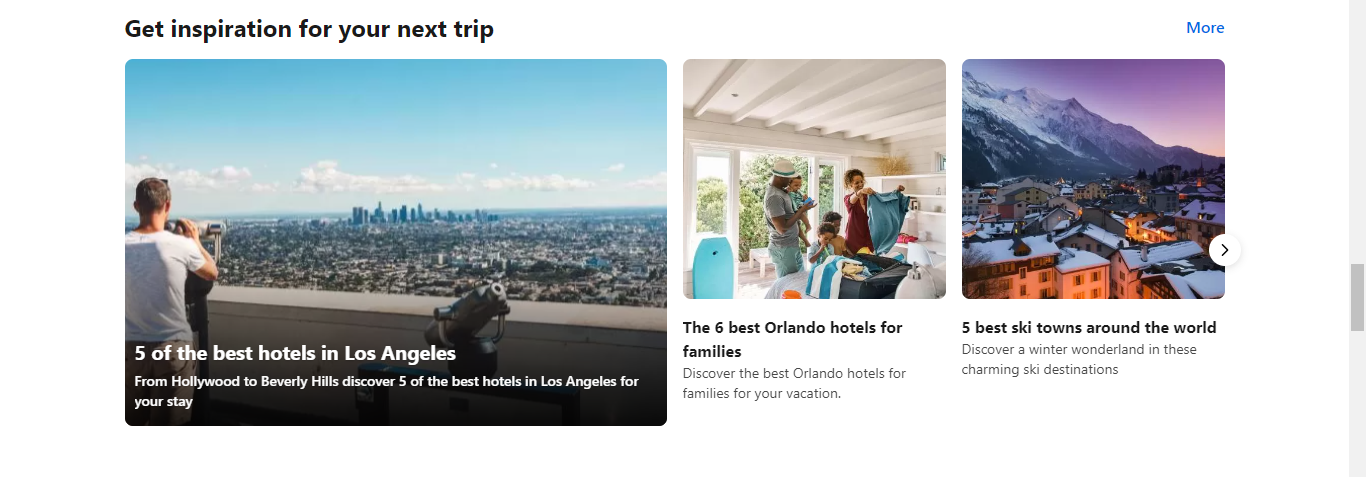 Get inspiration for your next trip
More
5 of the best hotels in Los Angeles
From Hollywood to Beverly Hills discover 5 of the best hotels in Los Angeles for
your stay
The 6 best Orlando hotels for
families
Discover the best Orlando hotels for
families for your vacation.
5 best ski towns around the world
Discover a winter wonderland in these
charming ski destinations